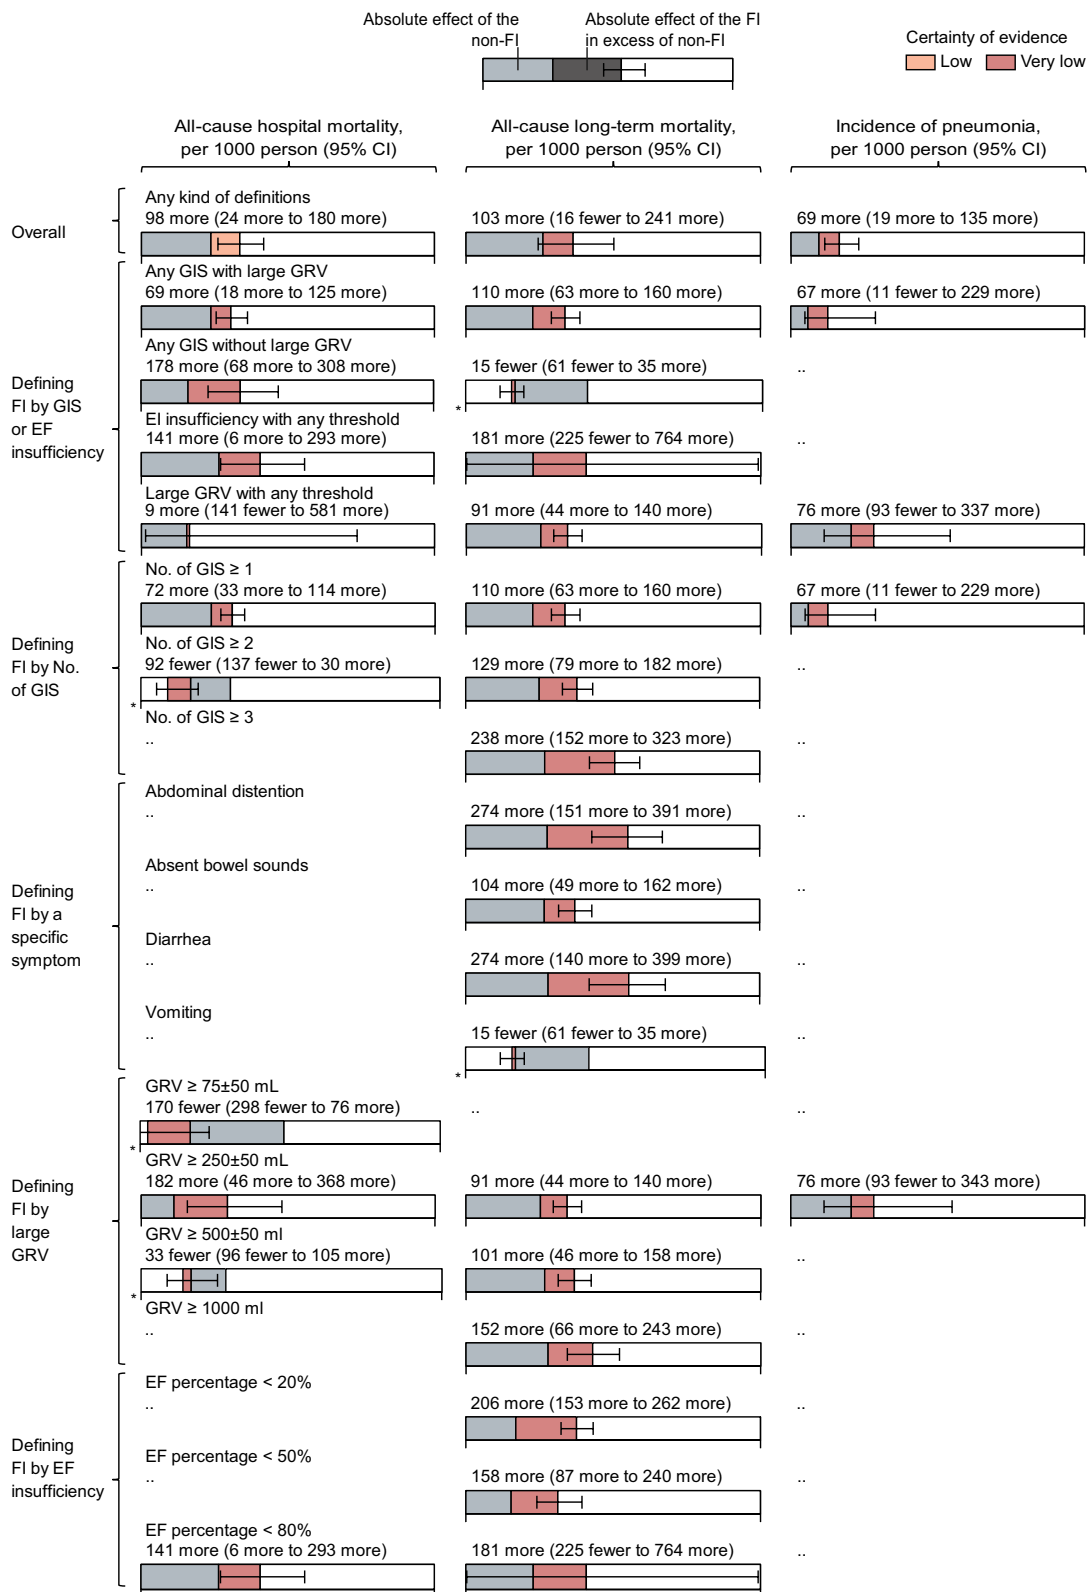 Absolute effect of the non-FI
Absolute effect of the FI in excess of non-FI
Certainty of evidence
Low
Very low
All-cause hospital mortality, per 1000 person (95% CI)
All-cause long-term mortality, per 1000 person (95% CI)
Incidence of pneumonia, per 1000 person (95% CI)
Overall
Any kind of definitions
98 more (24 more to 180 more)
103 more (16 fewer to 241 more)
69 more (19 more to 135 more)
Defining FI by GIS or EF insufficiency
Any GIS with large GRV
69 more (18 more to 125 more)
110 more (63 more to 160 more)
67 more (11 fewer to 229 more)
Any GIS without large GRV
178 more (68 more to 308 more)
15 fewer (61 fewer to 35 more)
..
*
EI insufficiency with any threshold
141 more (6 more to 293 more)
181 more (225 fewer to 764 more)
..
Large GRV with any threshold
9 more (141 fewer to 581 more)
91 more (44 more to 140 more)
76 more (93 fewer to 337 more)
Defining FI by No. of GIS
No. of GIS ≥ 1
72 more (33 more to 114 more)
110 more (63 more to 160 more)
67 more (11 fewer to 229 more)
No. of GIS ≥ 2
92 fewer (137 fewer to 30 more)
129 more (79 more to 182 more)
..
*
No. of GIS ≥ 3
..
238 more (152 more to 323 more)
..
Defining FI by a specific symptom
Abdominal distention
..
274 more (151 more to 391 more)
..
Absent bowel sounds
..
104 more (49 more to 162 more)
..
Diarrhea
..
274 more (140 more to 399 more)
..
Vomiting
..
15 fewer (61 fewer to 35 more)
..
*
Defining FI by large GRV
GRV ≥ 75±50 mL
170 fewer (298 fewer to 76 more)
..
..
*
GRV ≥ 250±50 mL
182 more (46 more to 368 more)
91 more (44 more to 140 more)
76 more (93 fewer to 343 more)
GRV ≥ 500±50 ml
33 fewer (96 fewer to 105 more)
101 more (46 more to 158 more)
..
*
GRV ≥ 1000 ml
..
152 more (66 more to 243 more)
..
Defining FI by EF insufficiency
EF percentage < 20%
..
206 more (153 more to 262 more)
..
EF percentage < 50%
..
158 more (87 more to 240 more)
..
EF percentage < 80%
141 more (6 more to 293 more)
181 more (225 fewer to 764 more)
..